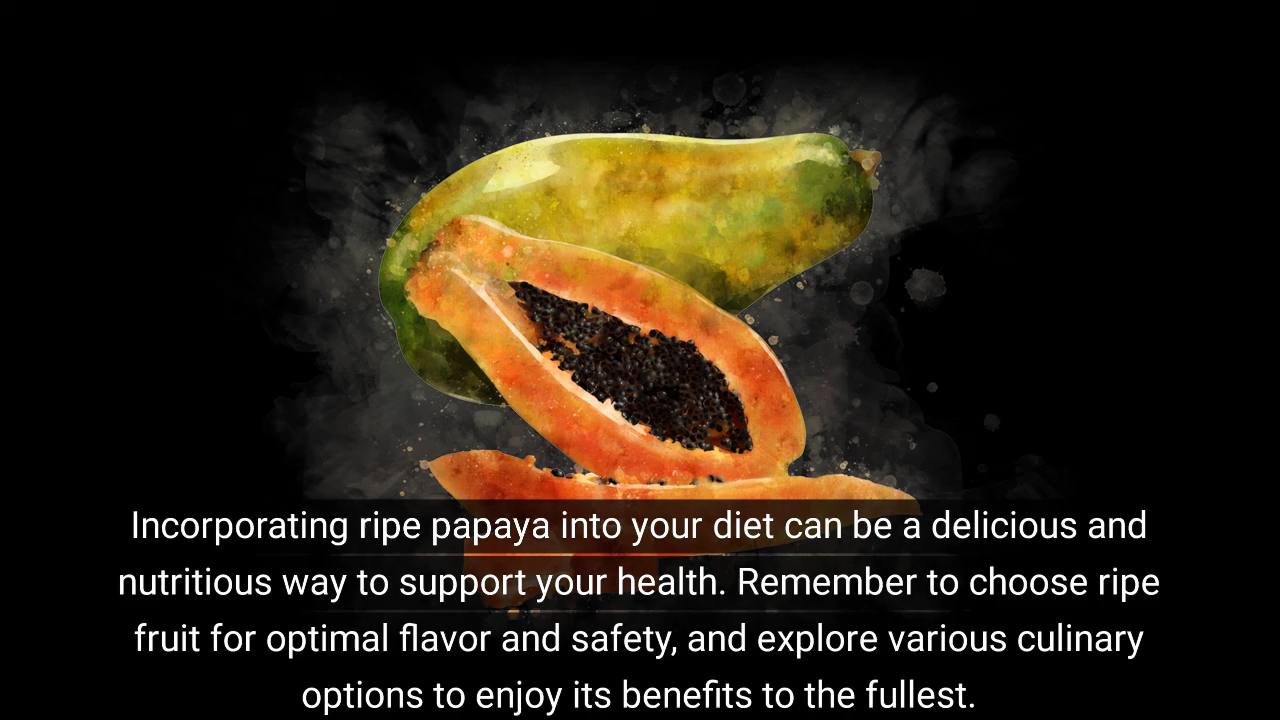 Incorporating ripe papaya into your diet can be a delicious and
nutritious way to support your health. Remember to choose ripe
fruit for optimal flavor and safety, and explore various culinary
options to enjoy its benefits to the fullest.